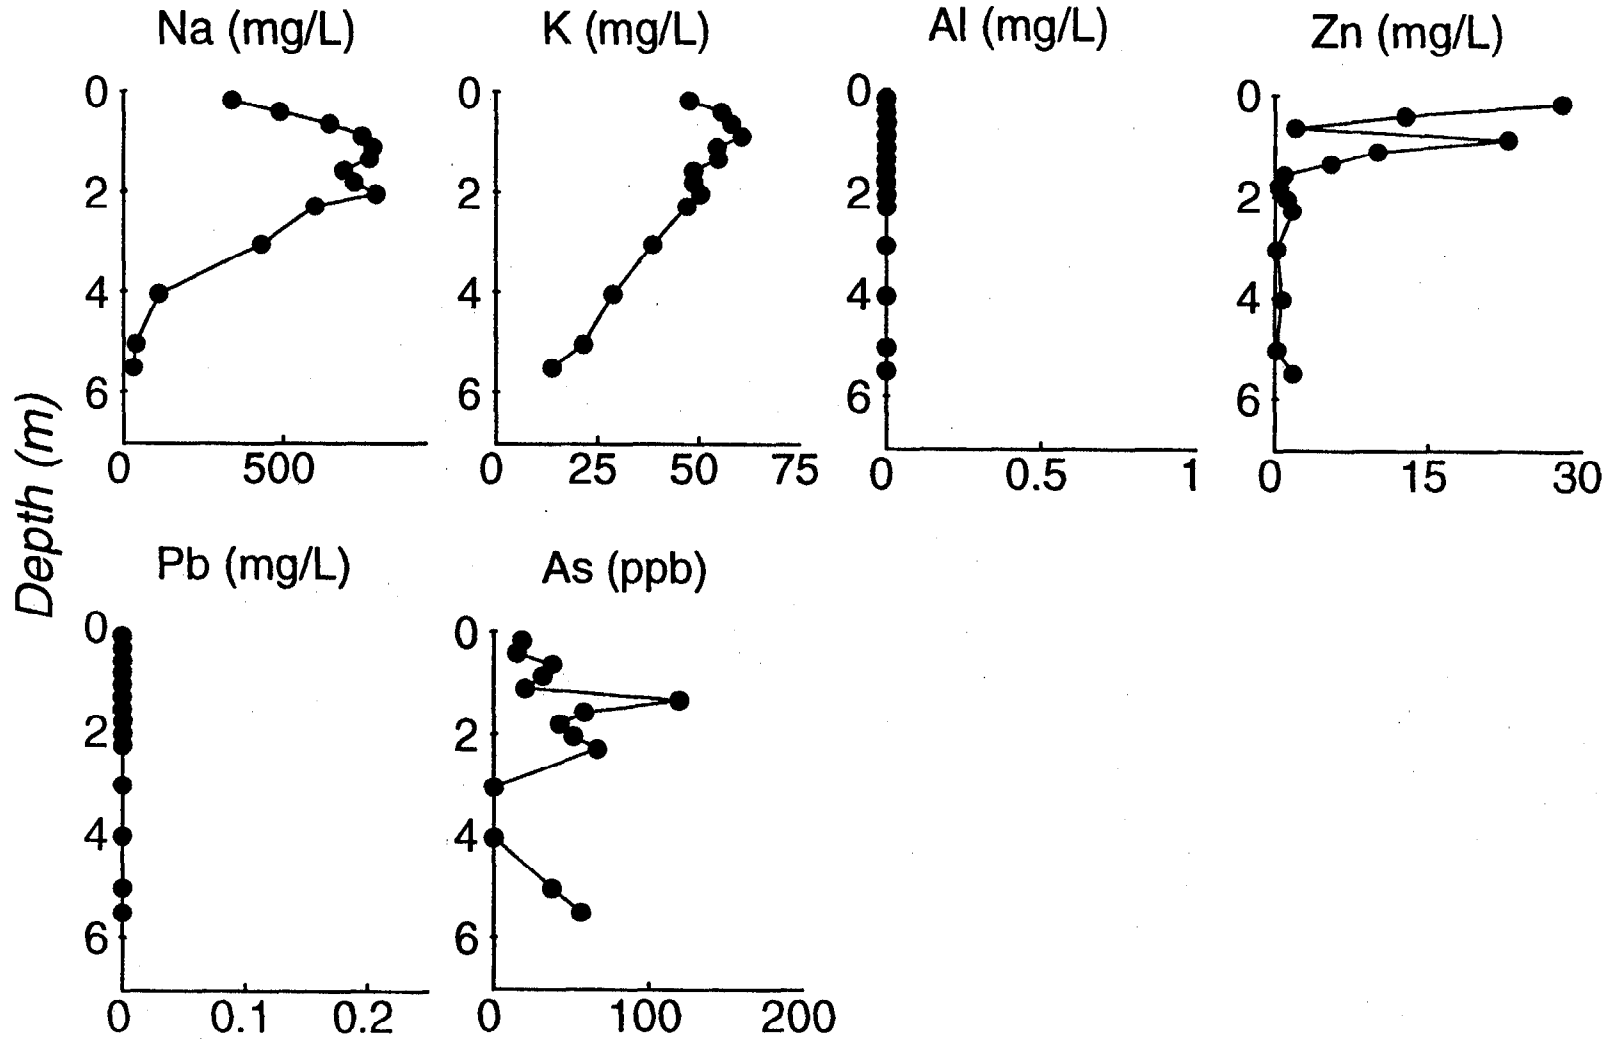 Na (mg/L) K (mg/L) Al (mg/L) Zn (mg/L)
0 0 0 0
2 2 2 2
4 4 4 4
6 6 6 6
0 500 0 25 50 75 0 0.5 1 0 15 30
Depth (m)
Pb (mg/L) As (ppb)
0 0
2 2
4 4
6 6
0 0.1 0.2 0 100 200